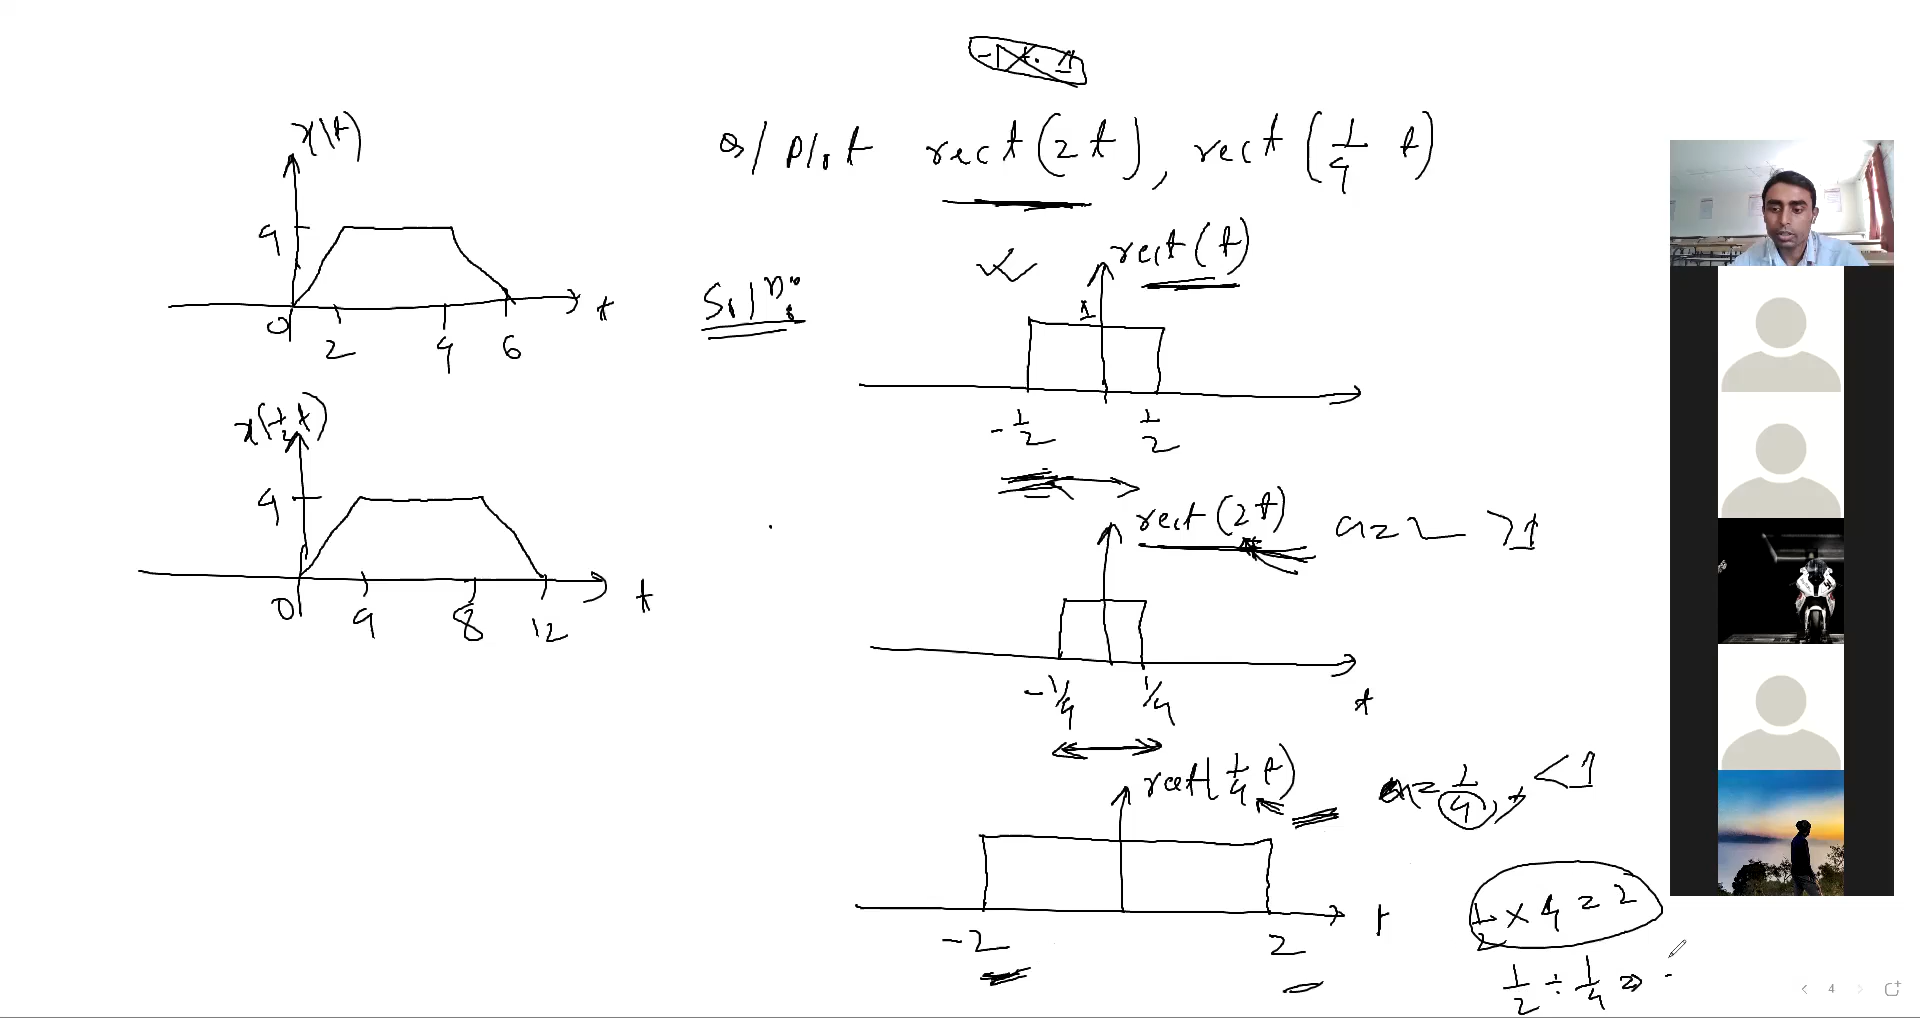 x(t)
4
0
2
4
6
t
x(1/2 t)
4
0
4
8
12
t
Q/ Plot rect(2t), rect(1/4 t)
Soln:
rect(t)
1
-1/2
1/2
rect(2t)
a=2 >1
-1/4
1/4
t
rect(1/4 t)
a=1/4, <1
-2
2
t
1/2 × 4 = 2
1/2 ÷ 1/4 ⇒
4